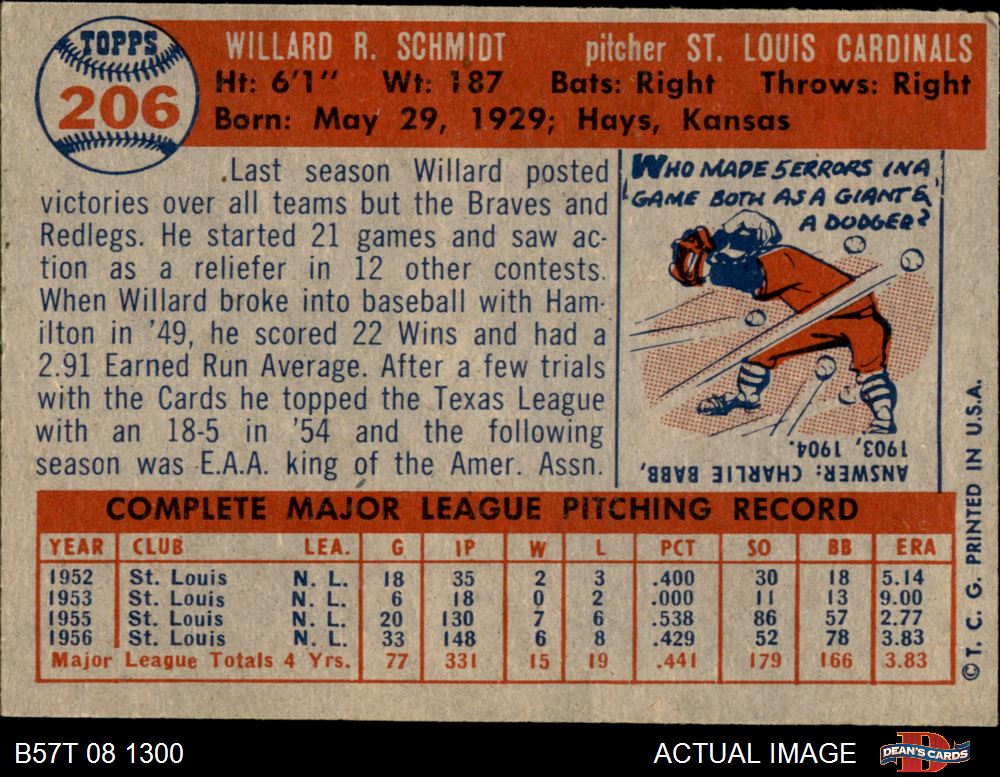 TOPPS
206
WILLARD R. SCHMIDT pitcher ST. LOUIS CARDINALS
Ht: 6'1" Wt: 187 Bats: Right Throws: Right
Born: May 29, 1929; Hays, Kansas
Last season Willard posted
victories over all teams but the Braves and
Redlegs. He started 21 games and saw ac-
tion as a reliefer in 12 other contests.
When Willard broke into baseball with Ham-
ilton in '49, he scored 22 Wins and had a
2.91 Earned Run Average. After a few trials
with the Cards he topped the Texas League
with an 18-5 in '54 and the following
season was E.A.A. king of the Amer. Assn.
WHO MADE 5 ERRORS IN A
GAME BOTH AS A GIANT &
A DODGER?
ANSWER: CHARLIE BABB,
1903, 1904.
COMPLETE MAJOR LEAGUE PITCHING RECORD
YEAR CLUB LEA. G IP W L PCT SO BB ERA
1952 St. Louis N. L. 18 35 2 3 .400 30 18 5.14
1953 St. Louis N. L. 6 18 0 2 .000 11 13 9.00
1955 St. Louis N. L. 20 130 7 6 .538 86 57 2.77
1956 St. Louis N. L. 33 148 6 8 .429 52 78 3.83
Major League Totals 4 Yrs. 77 331 15 19 .441 179 166 3.83
© T. C. G. PRINTED IN U.S.A.
B57T 08 1300 ACTUAL IMAGE DEAN'S CARDS